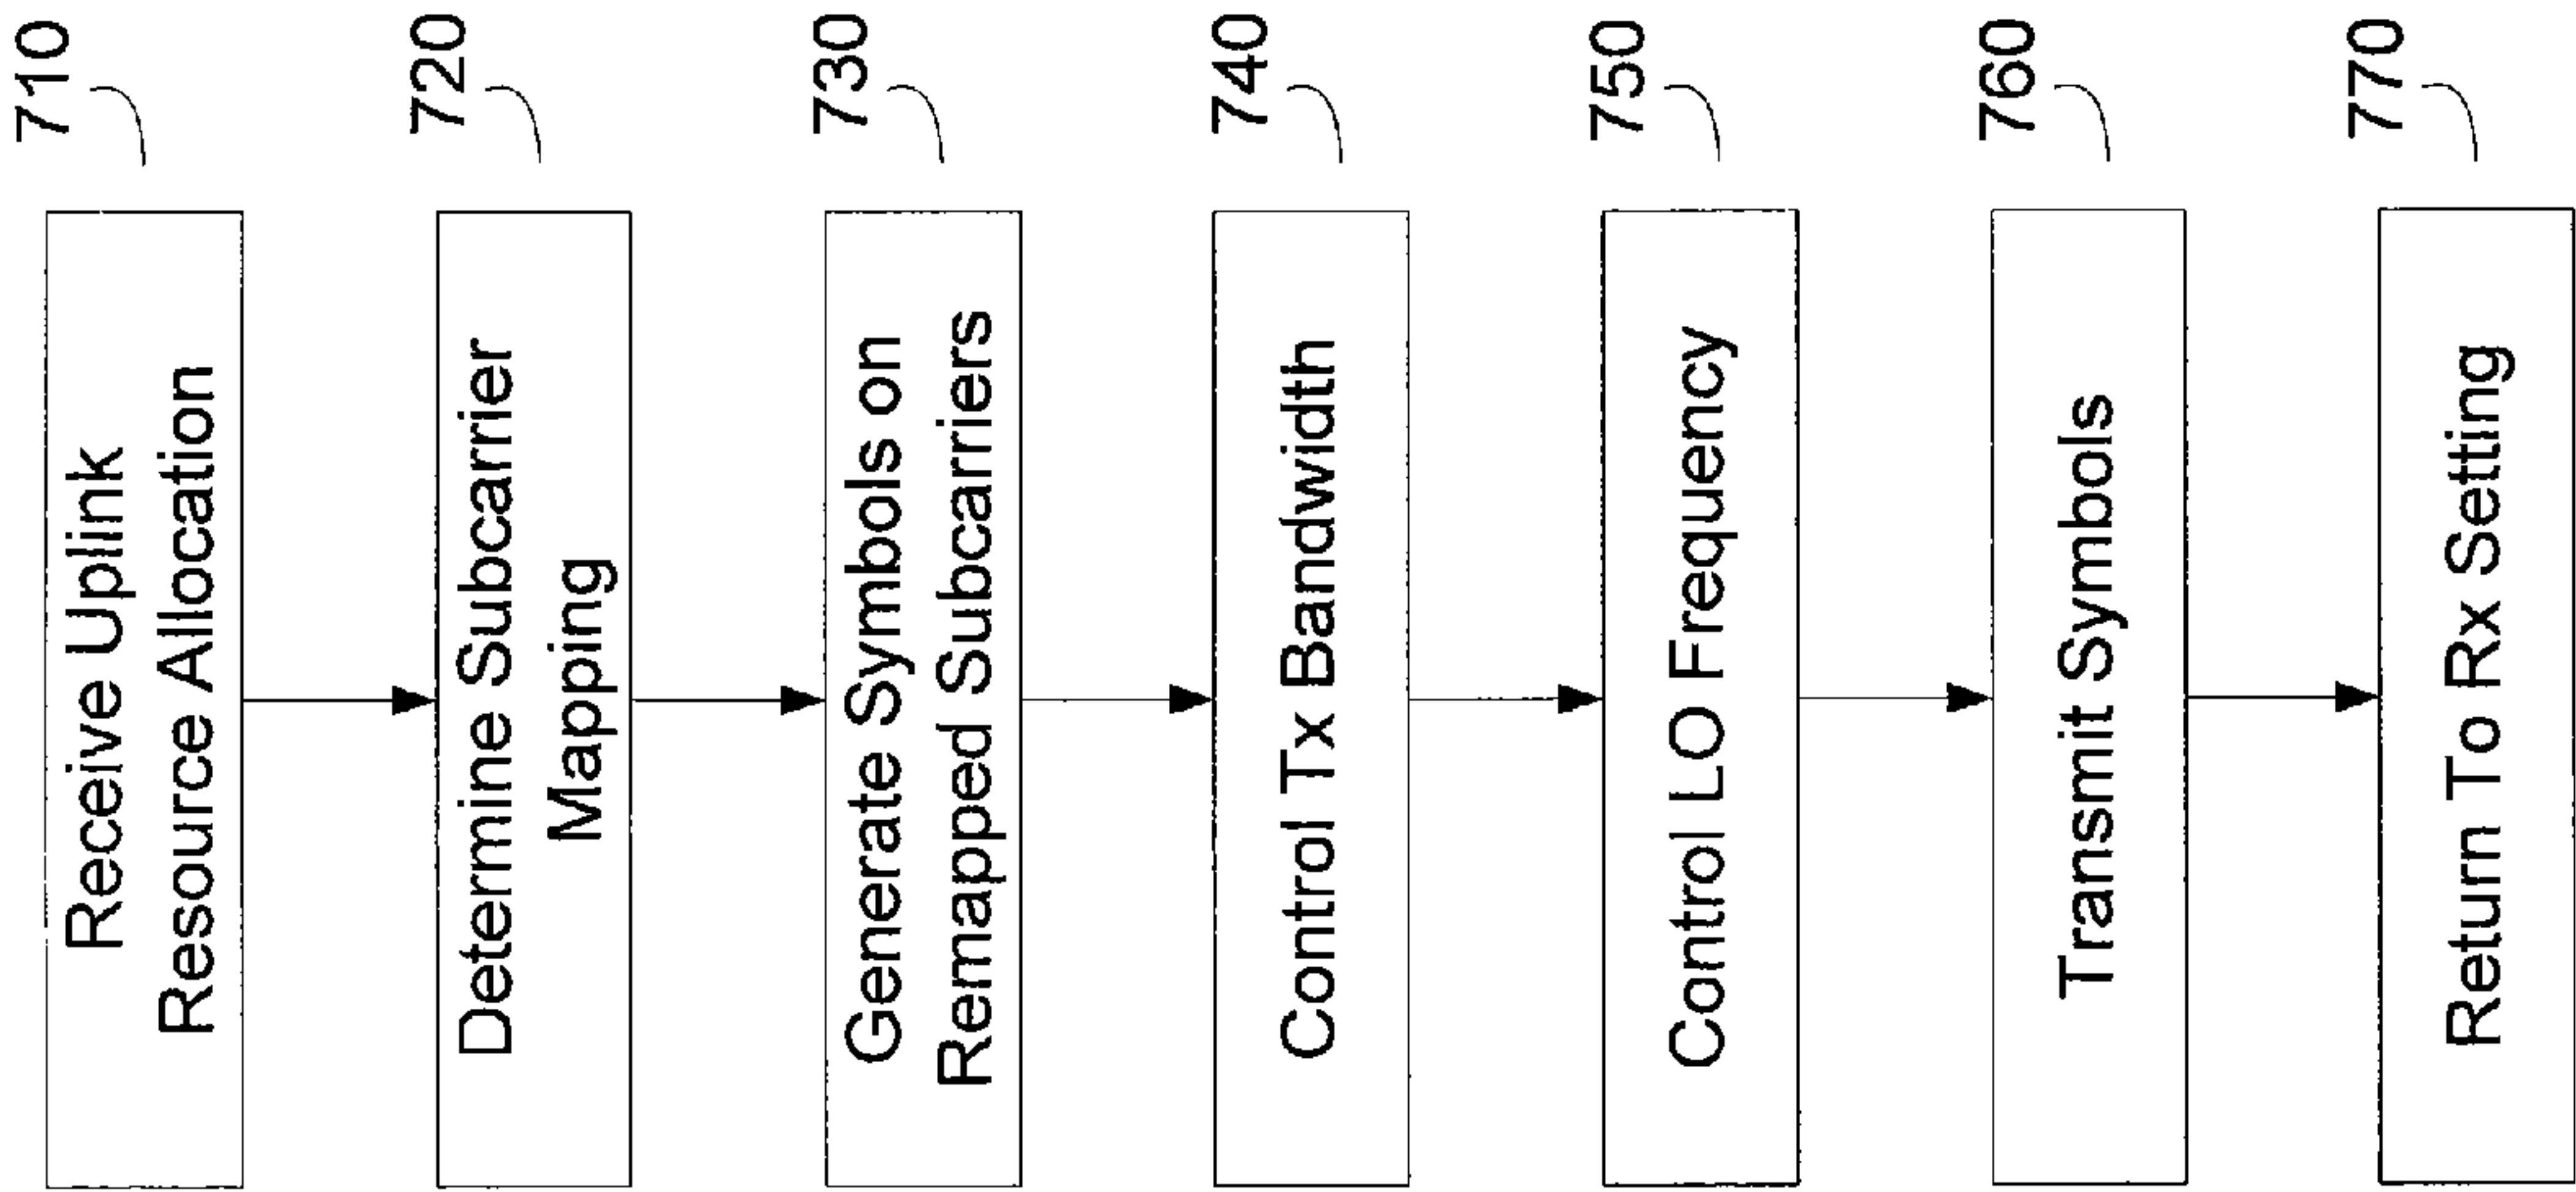 710
Receive Uplink
Resource Allocation
720
Determine Subcarrier
Mapping
730
Generate Symbols on
Remapped Subcarriers
740
Control Tx Bandwidth
750
Control LO Frequency
760
Transmit Symbols
770
Return To Rx Setting